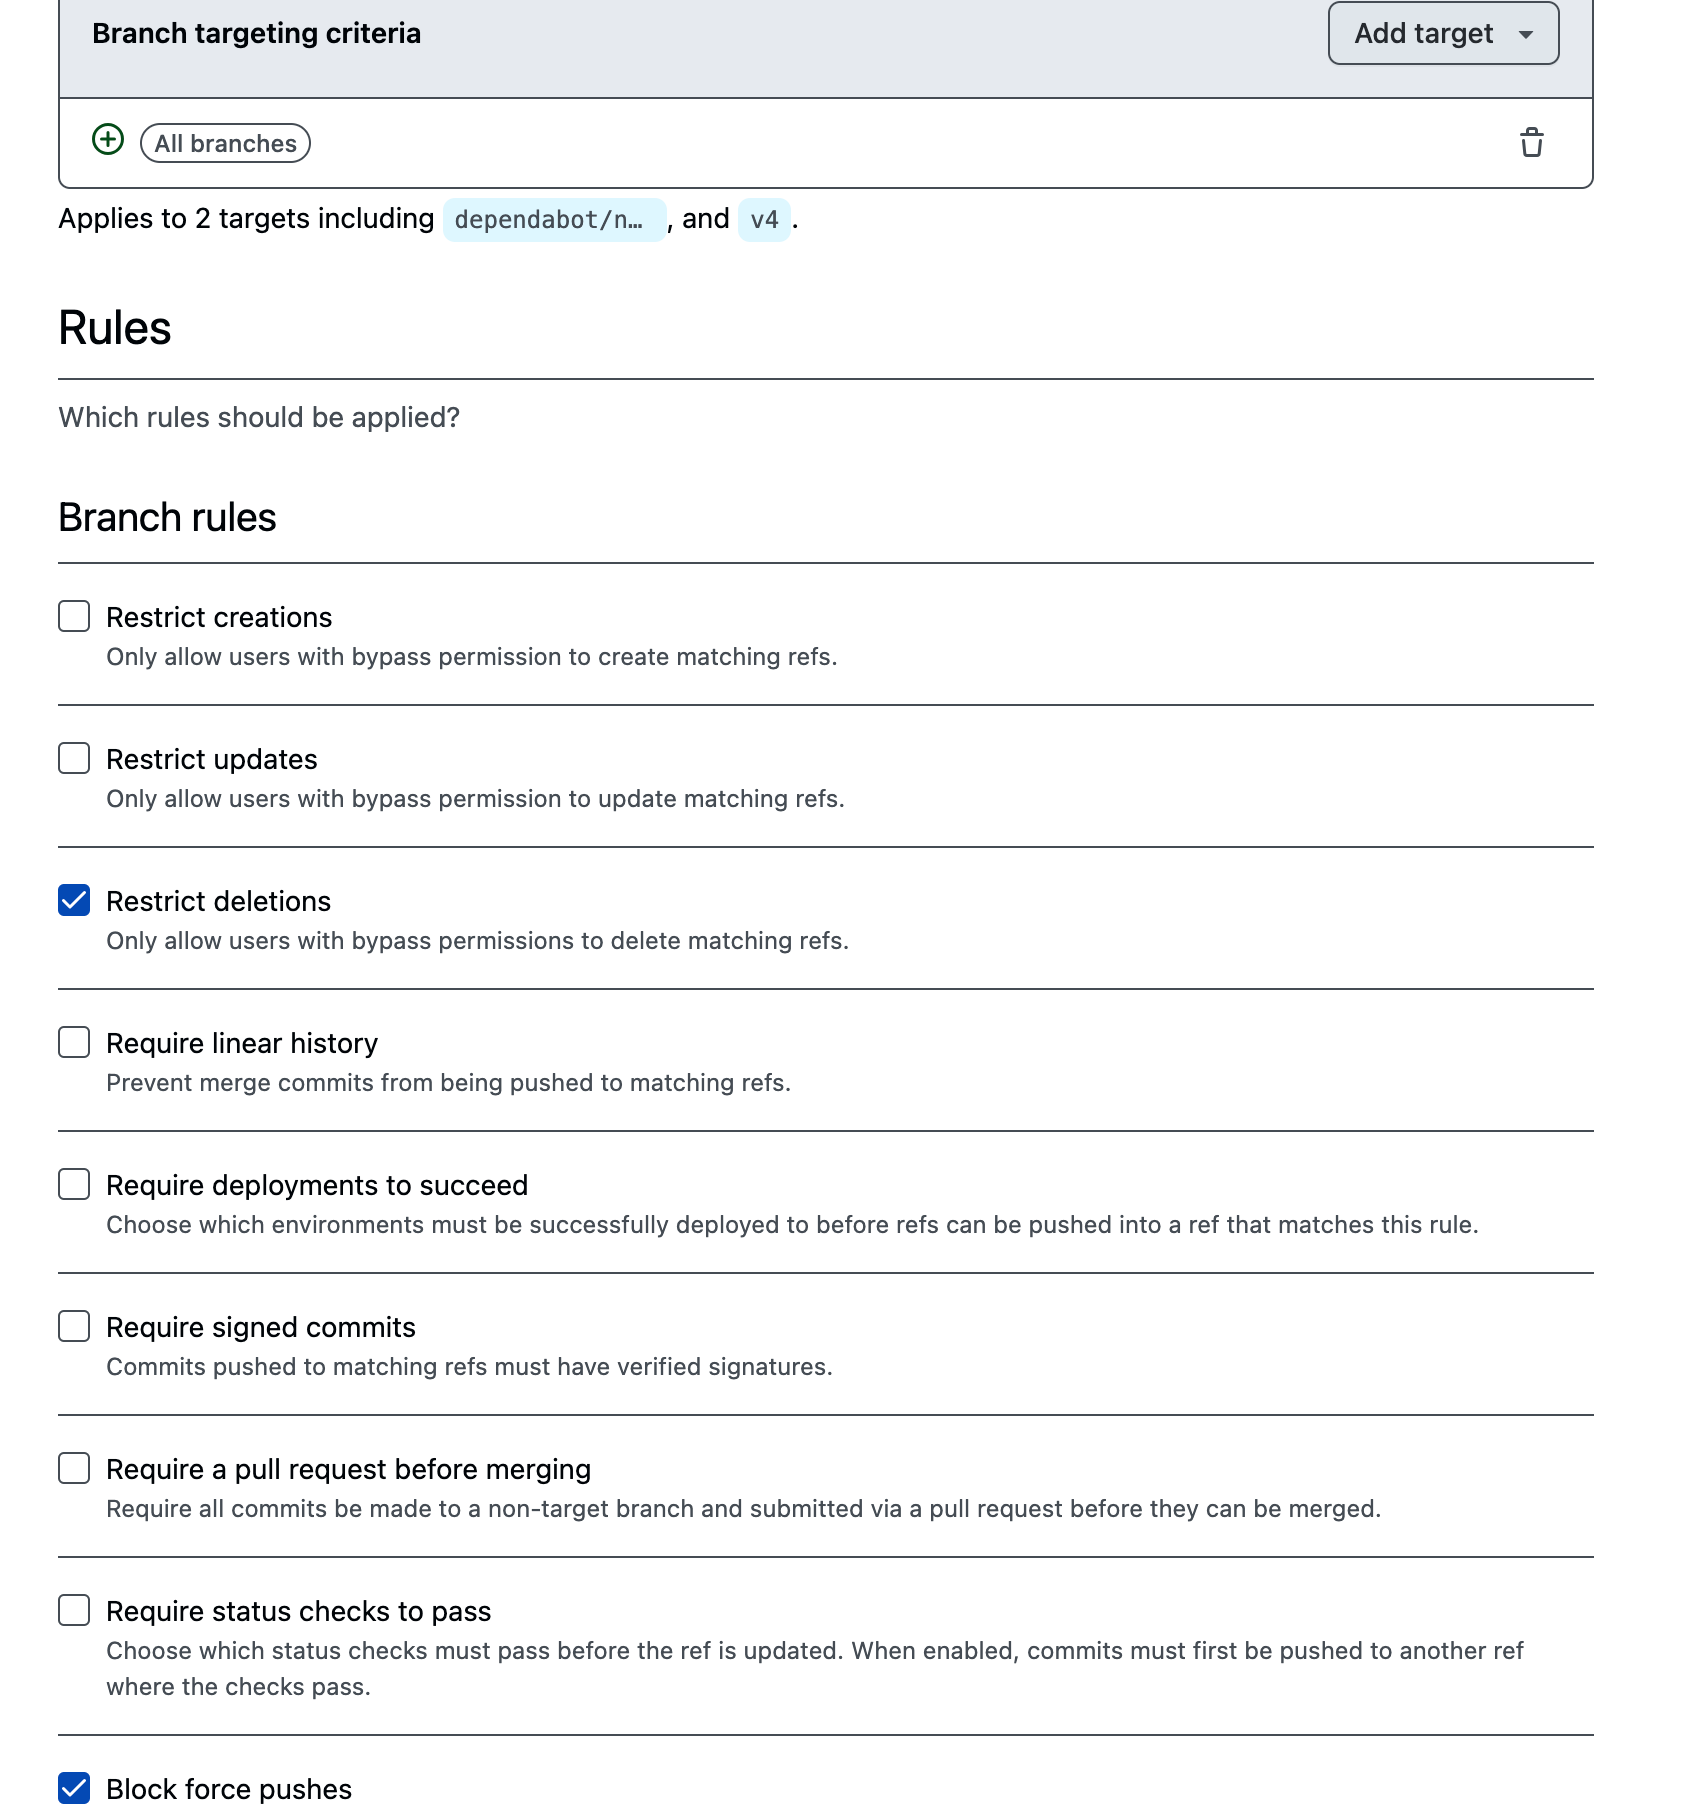 Branch targeting criteria
Add target
All branches
Applies to 2 targets including dependabot/n… , and v4 .
Rules
Which rules should be applied?
Branch rules
Restrict creations
Only allow users with bypass permission to create matching refs.
Restrict updates
Only allow users with bypass permission to update matching refs.
Restrict deletions
Only allow users with bypass permissions to delete matching refs.
Require linear history
Prevent merge commits from being pushed to matching refs.
Require deployments to succeed
Choose which environments must be successfully deployed to before refs can be pushed into a ref that matches this rule.
Require signed commits
Commits pushed to matching refs must have verified signatures.
Require a pull request before merging
Require all commits be made to a non-target branch and submitted via a pull request before they can be merged.
Require status checks to pass
Choose which status checks must pass before the ref is updated. When enabled, commits must first be pushed to another ref
where the checks pass.
Block force pushes